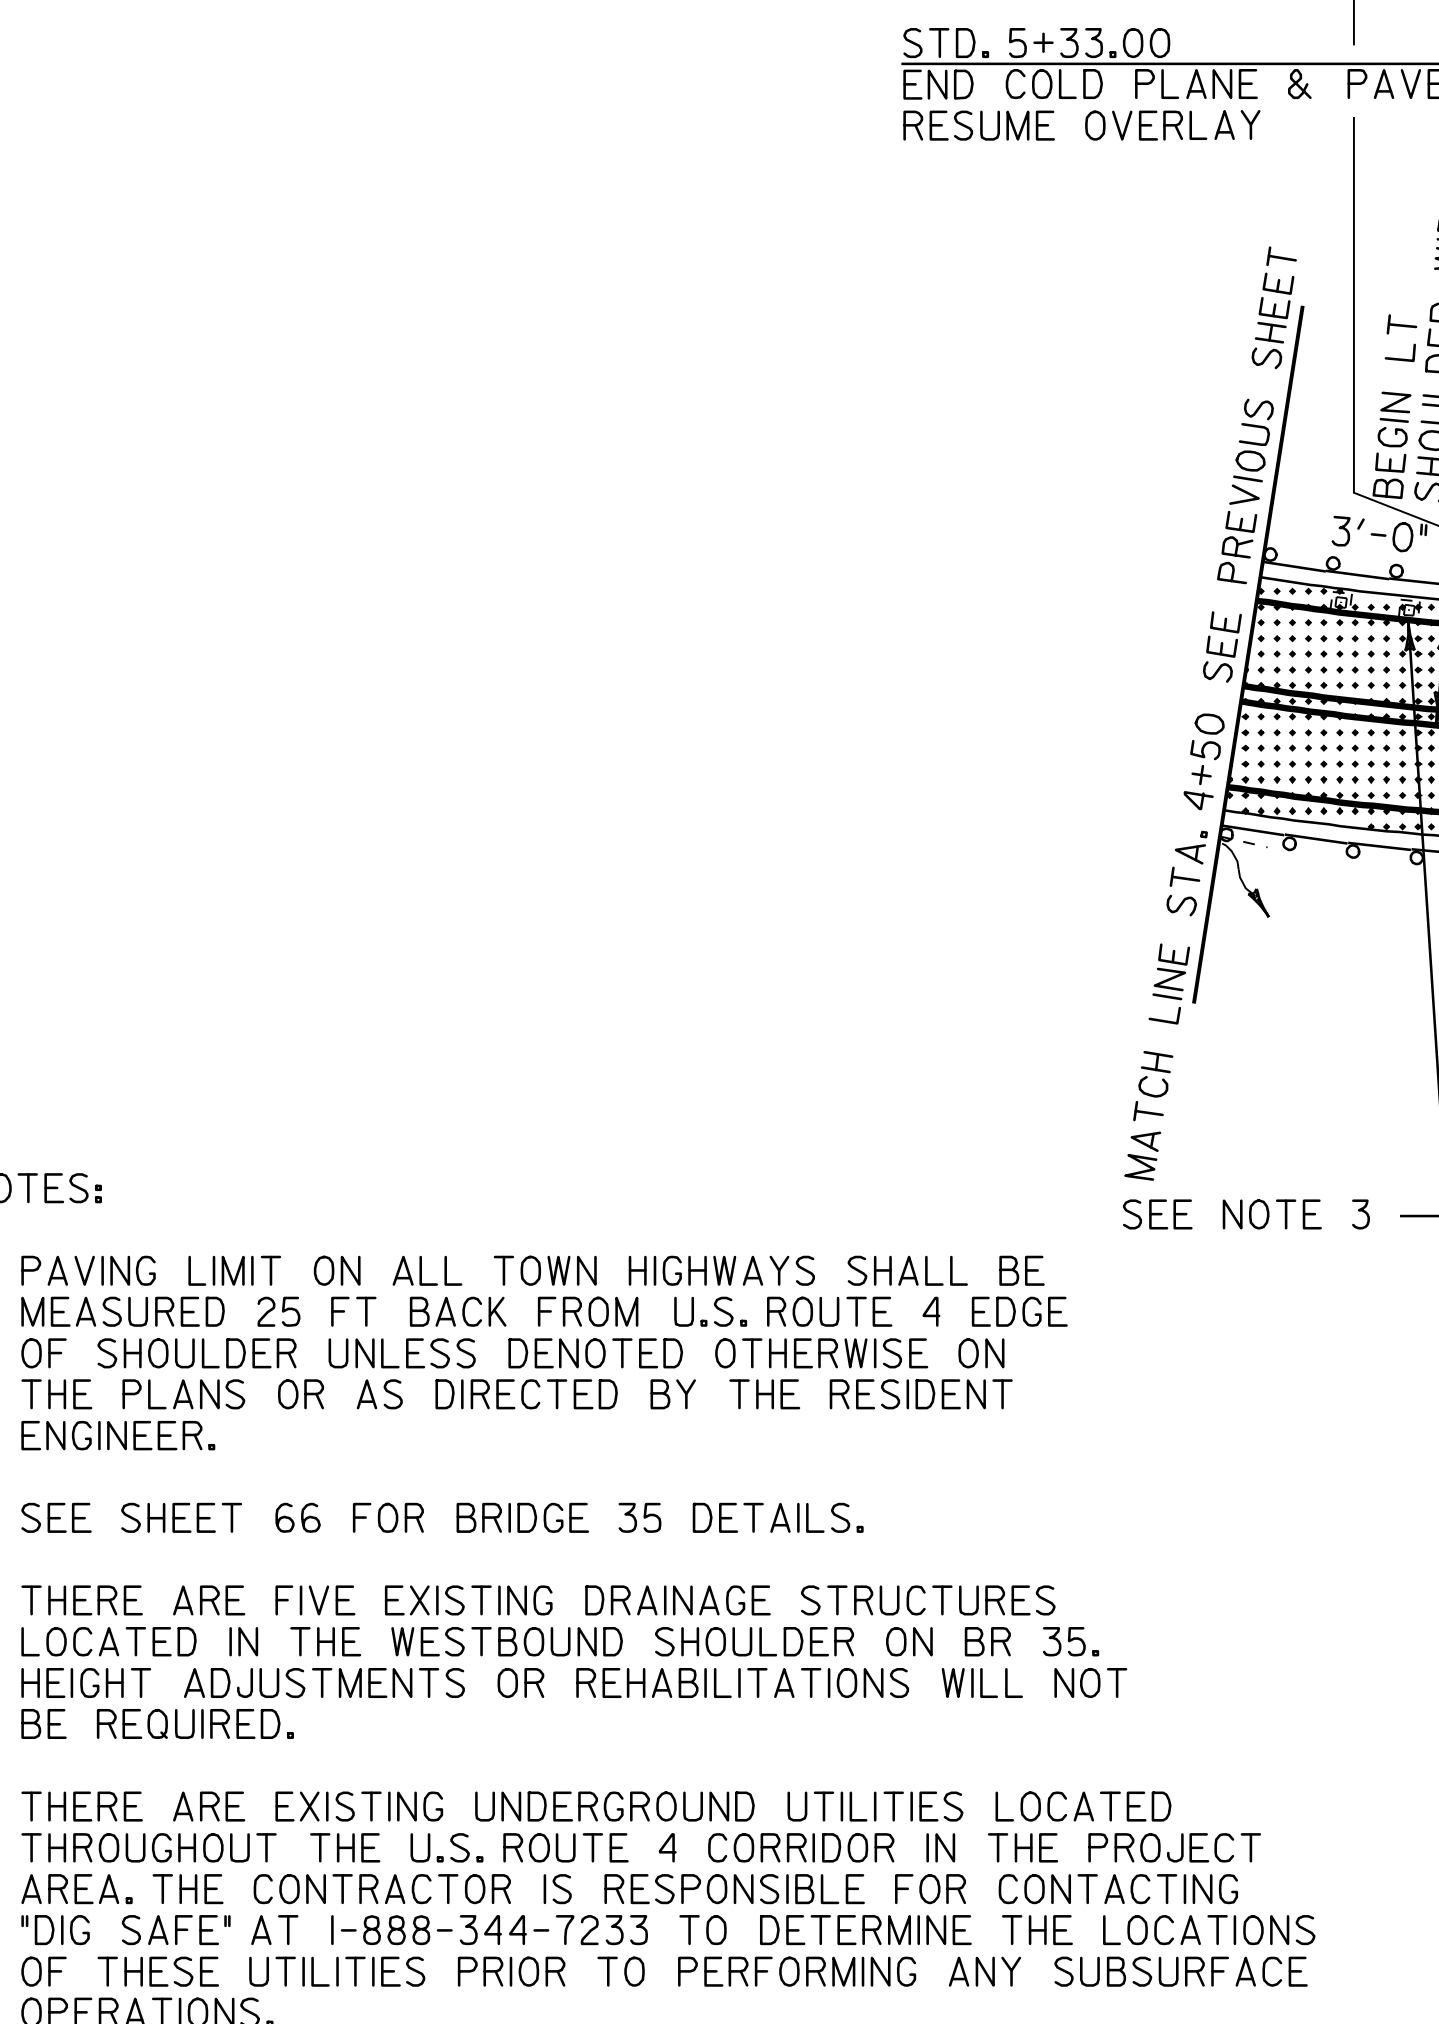 STD. 5+33.00
END COLD PLANE & PAVE
RESUME OVERLAY
MATCH LINE STA. 4+50 SEE PREVIOUS SHEET
BEGIN LT
3'-0"
SEE NOTE 3
OTES:
PAVING LIMIT ON ALL TOWN HIGHWAYS SHALL BE
MEASURED 25 FT BACK FROM U.S. ROUTE 4 EDGE
OF SHOULDER UNLESS DENOTED OTHERWISE ON
THE PLANS OR AS DIRECTED BY THE RESIDENT
ENGINEER.
SEE SHEET 66 FOR BRIDGE 35 DETAILS.
THERE ARE FIVE EXISTING DRAINAGE STRUCTURES
LOCATED IN THE WESTBOUND SHOULDER ON BR 35.
HEIGHT ADJUSTMENTS OR REHABILITATIONS WILL NOT
BE REQUIRED.
THERE ARE EXISTING UNDERGROUND UTILITIES LOCATED
THROUGHOUT THE U.S. ROUTE 4 CORRIDOR IN THE PROJECT
AREA. THE CONTRACTOR IS RESPONSIBLE FOR CONTACTING
"DIG SAFE" AT 1-888-344-7233 TO DETERMINE THE LOCATIONS
OF THESE UTILITIES PRIOR TO PERFORMING ANY SUBSURFACE
OPERATIONS.